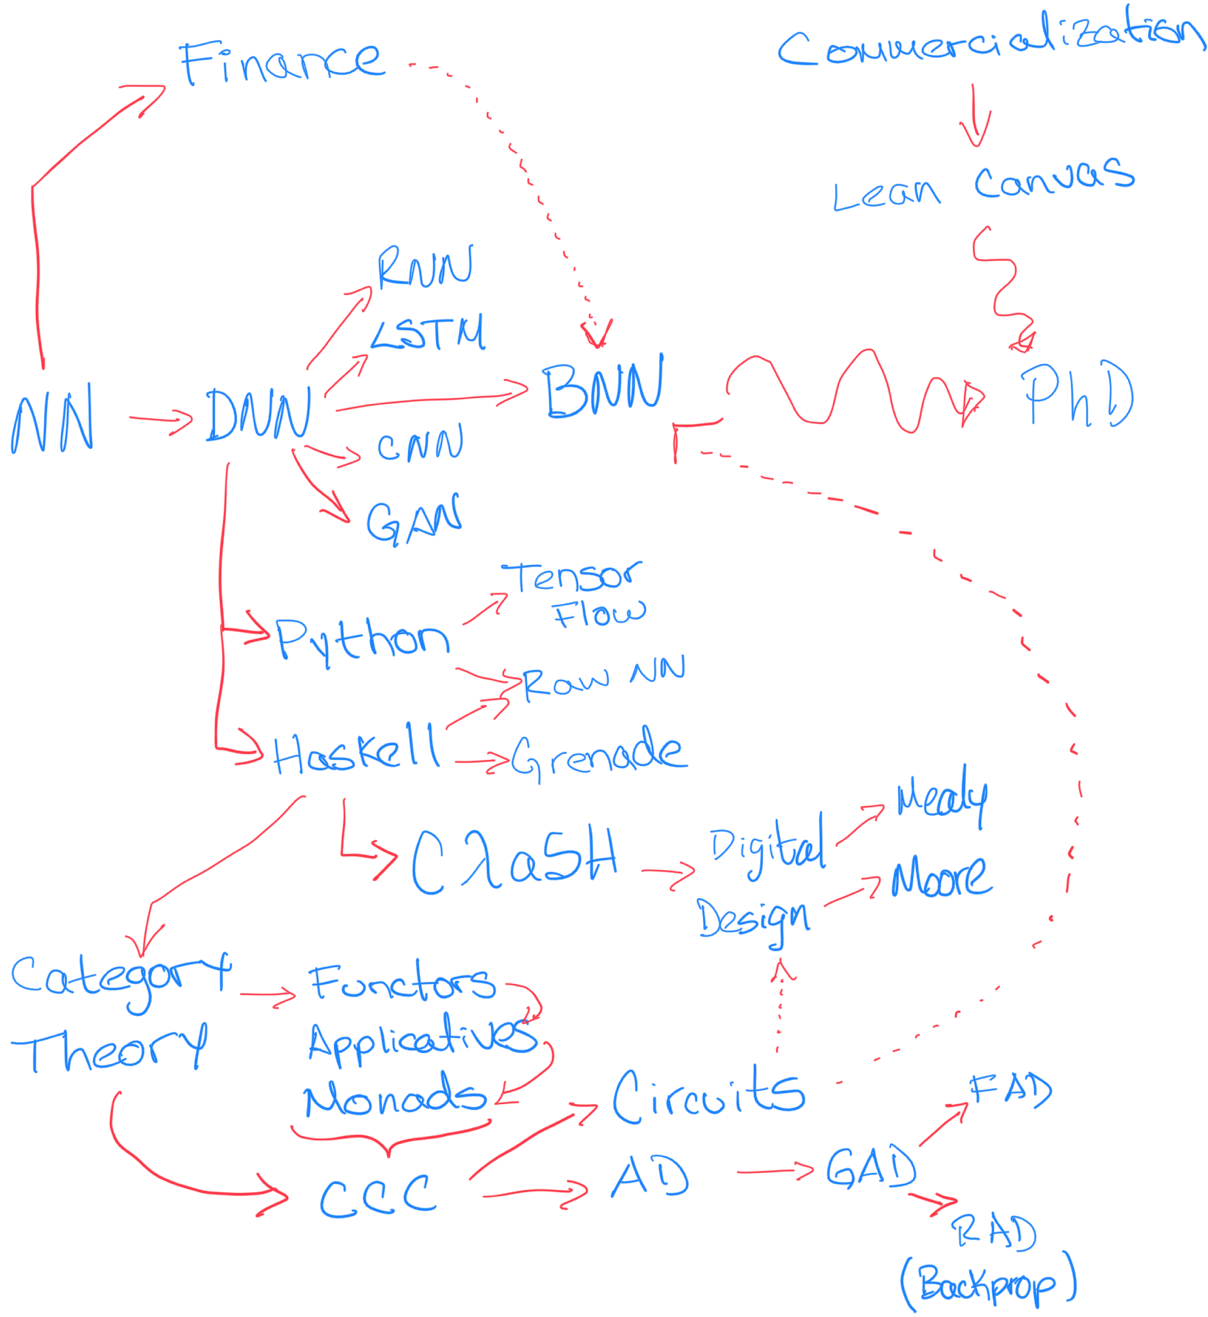 Finance
Commercialization
Lean Canvas
RNN
LSTM
NN
DNN
BNN
PhD
CNN
GAN
Tensor
Flow
Python
Raw NN
Haskell
Grenade
CλaSH
Digital
Design
Mealy
Moore
Category
Theory
Functors
Applicatives
Monads
CCC
Circuits
AD
GAD
FAD
RAD
(Backprop)